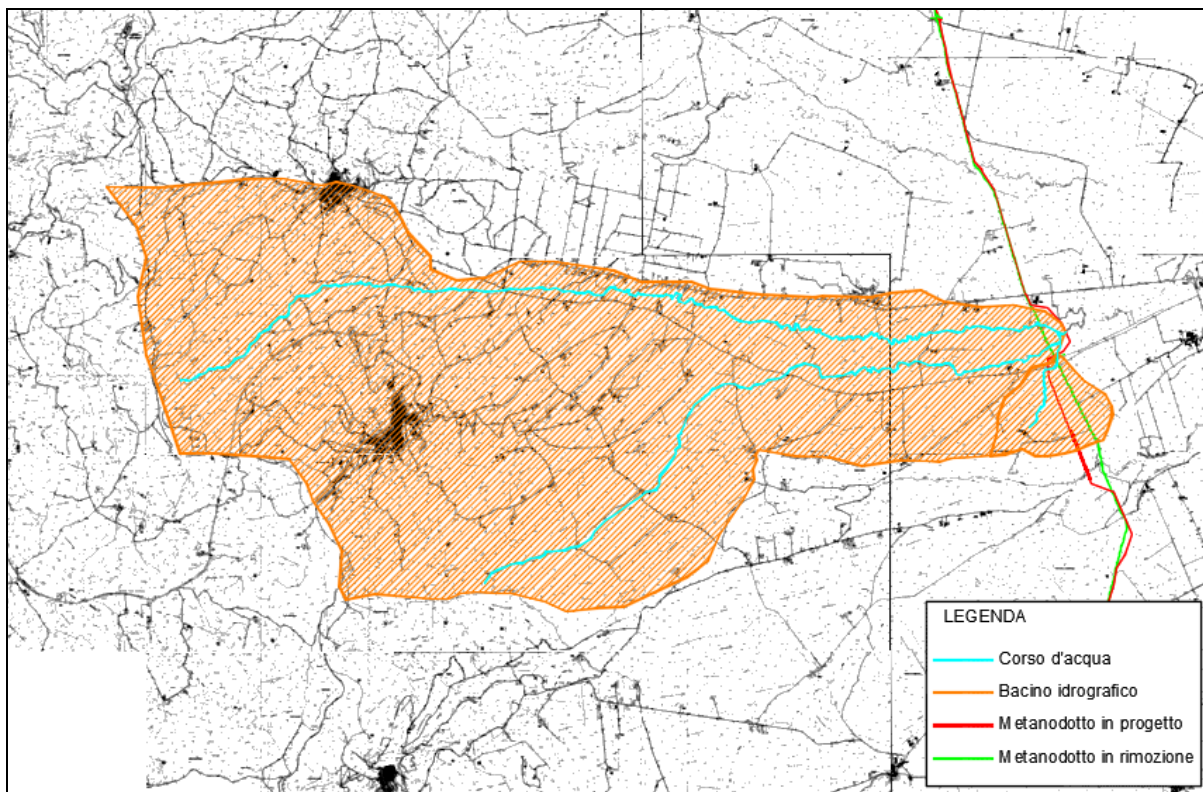 LEGENDA
Corso d'acqua
Bacino idrografico
Metanodotto in progetto
Metanodotto in rimozione